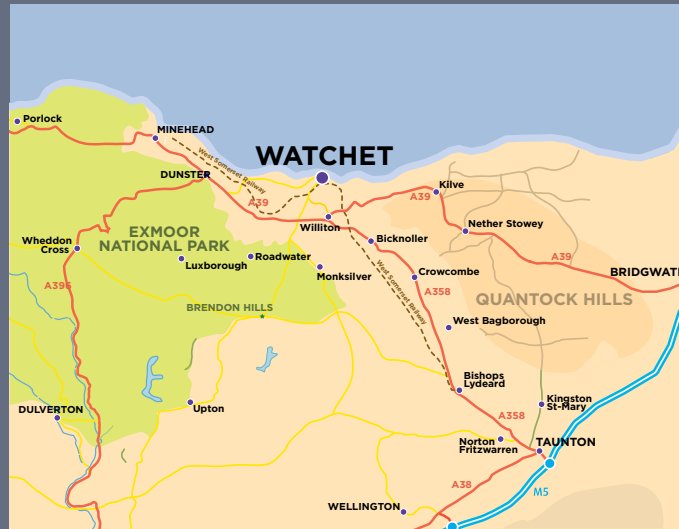 Porlock
MINEHEAD
WATCHET
West Somerset Railway
DUNSTER
A39
Kilve
A39
Williton
Nether Stowey
EXMOOR
NATIONAL PARK
Wheddon
Cross
Bicknoller
Roadwater
Luxborough
A39
Monksilver
Crowcombe
BRIDGWAT
A396
West Somerset Railway
A358
QUANTOCK HILLS
BRENDON HILLS
West Bagborough
Bishops
Lydeard
Kingston
St-Mary
DULVERTON
Upton
A358
Norton
Fritzwarren
TAUNTON
A38
M5
WELLINGTON